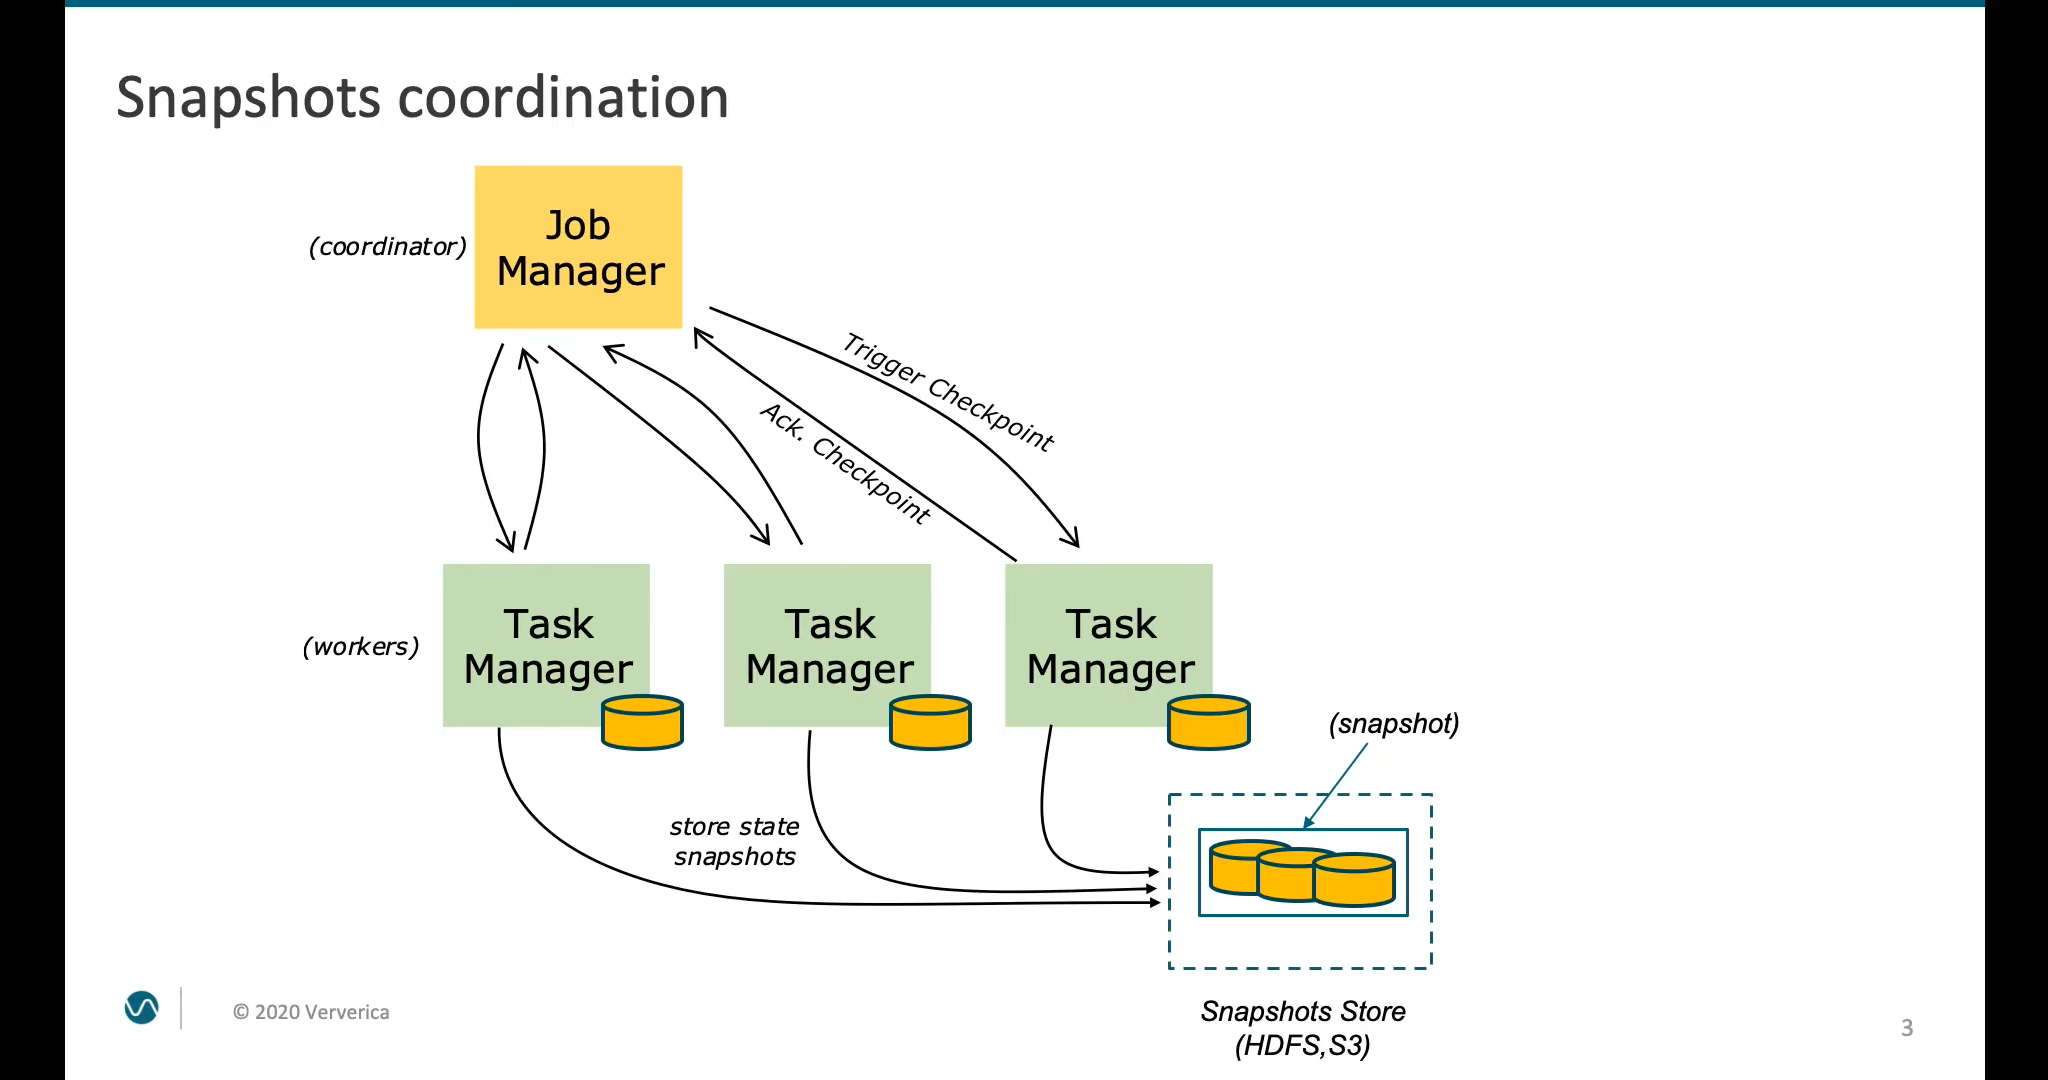 Snapshots coordination
Job
Manager
(coordinator)
Trigger Checkpoint
Ack. Checkpoint
Task
Manager
Task
Manager
Task
Manager
(workers)
(snapshot)
store state
snapshots
Snapshots Store
(HDFS,S3)
© 2020 Ververica
3